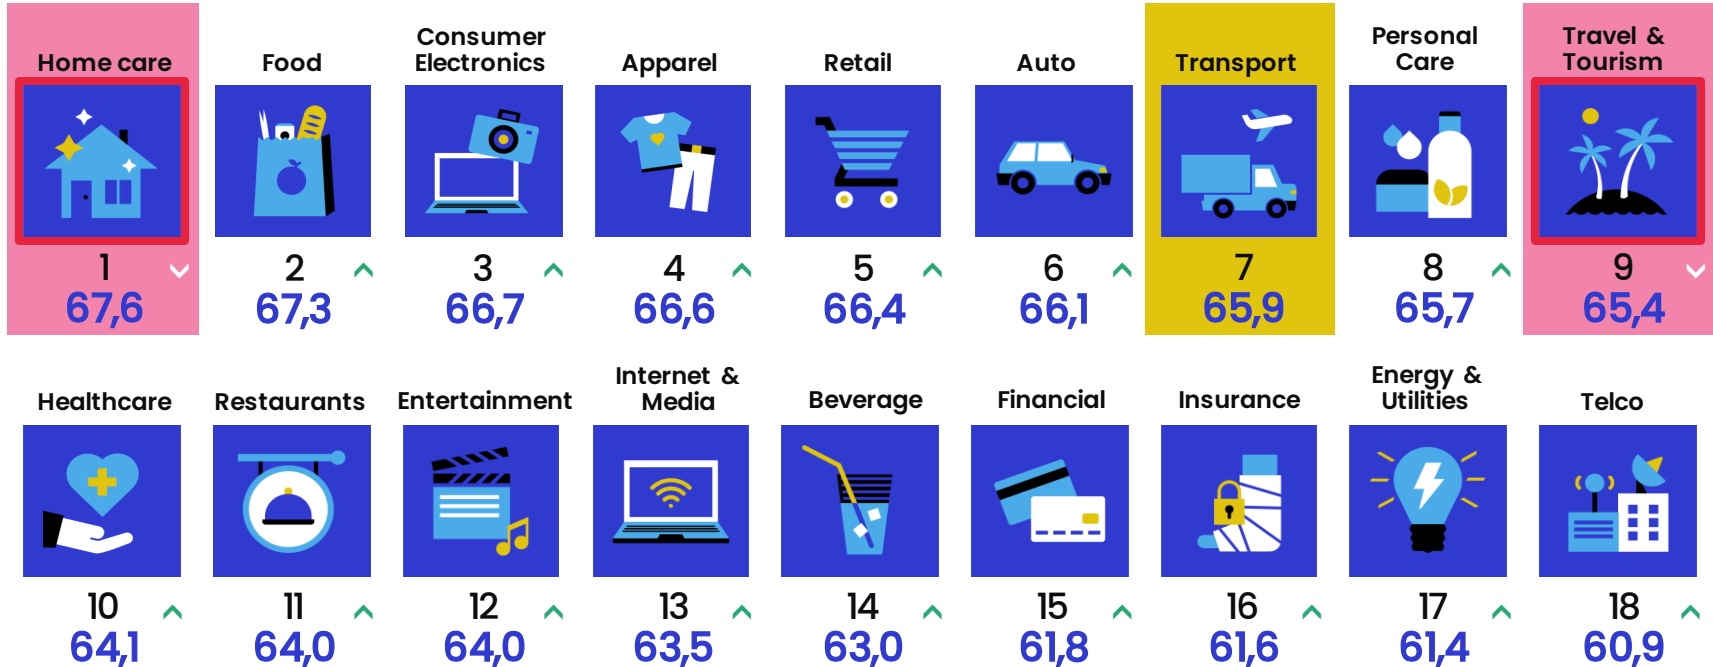 Home care
Food
Consumer
Electronics
Apparel
Retail
Auto
Transport
Personal
Care
Travel &
Tourism
1
2
3
4
5
6
7
8
9
67,6
67,3
66,7
66,6
66,4
66,1
65,9
65,7
65,4
Healthcare
Restaurants
Entertainment
Internet &
Media
Beverage
Financial
Insurance
Energy &
Utilities
Telco
10
11
12
13
14
15
16
17
18
64,1
64,0
64,0
63,5
63,0
61,8
61,6
61,4
60,9